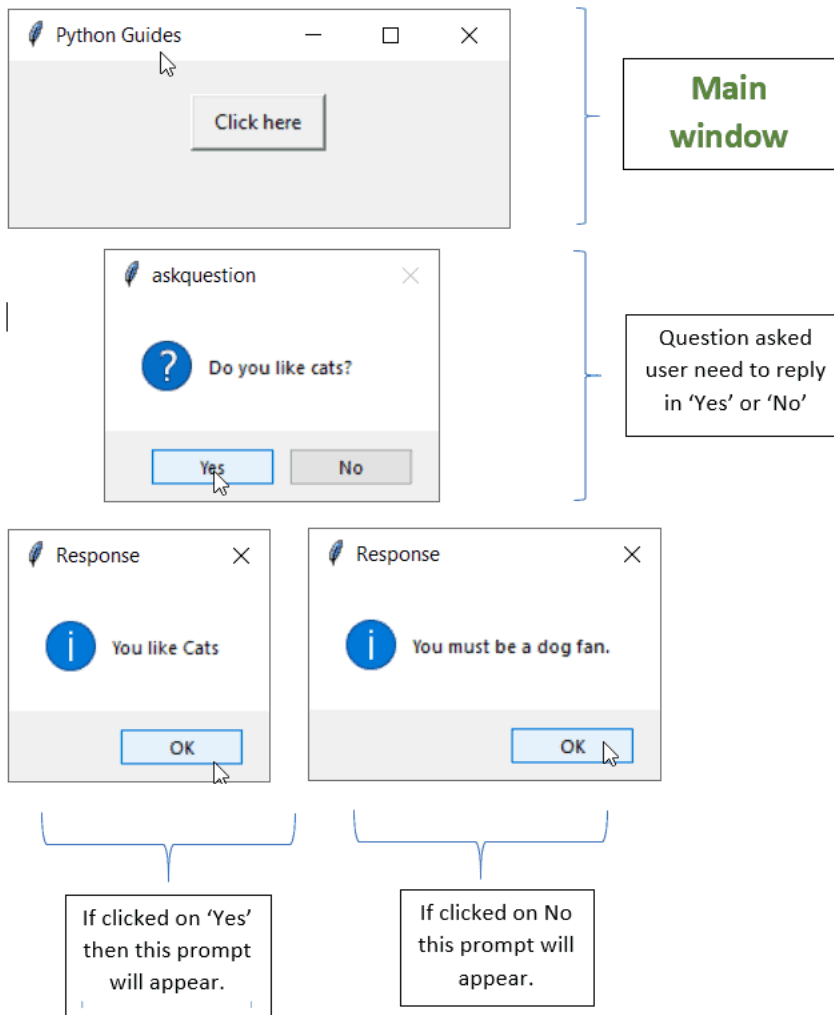 Python Guides
Click here
Main
window
askquestion
Do you like cats?
Yes
No
Question asked
user need to reply
in ‘Yes’ or ‘No’
Response
You like Cats
OK
Response
You must be a dog fan.
OK
If clicked on ‘Yes’
then this prompt
will appear.
If clicked on No
this prompt will
appear.